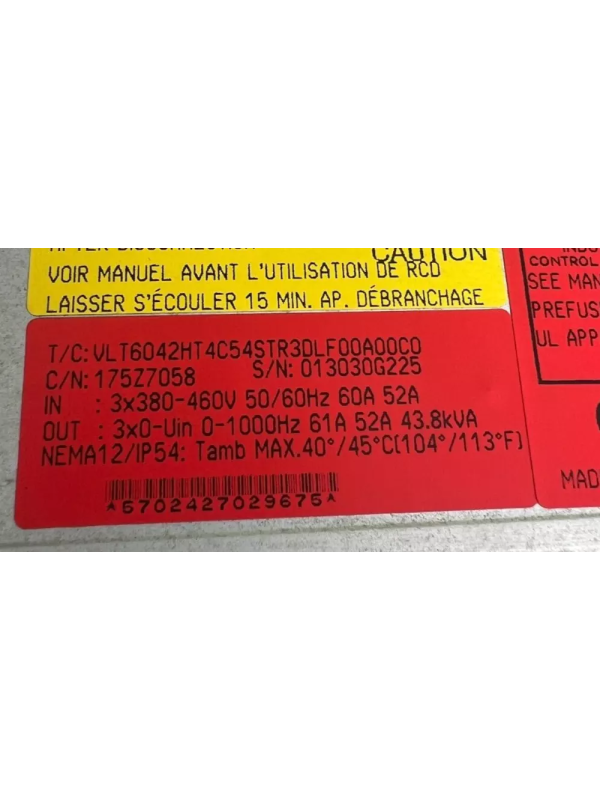 AFTER DISCONNECTION
CAUTION
VOIR MANUEL AVANT L'UTILISATION DE RCD
LAISSER S'ÉCOULER 15 MIN. AP. DÉBRANCHAGE
T/C:VLT6042HT4C54STR3DLF00A00C0
C/N: 175Z7058 S/N: 013030G225
IN : 3x380-460V 50/60Hz 60A 52A
OUT : 3x0-Uin 0-1000Hz 61A 52A 43.8kVA
NEMA12/IP54: Tamb MAX.40°/45°C(104°/113°F)
*5702427029675*
CONTROL
SEE MAN
PREFUS
UL APP
MAD